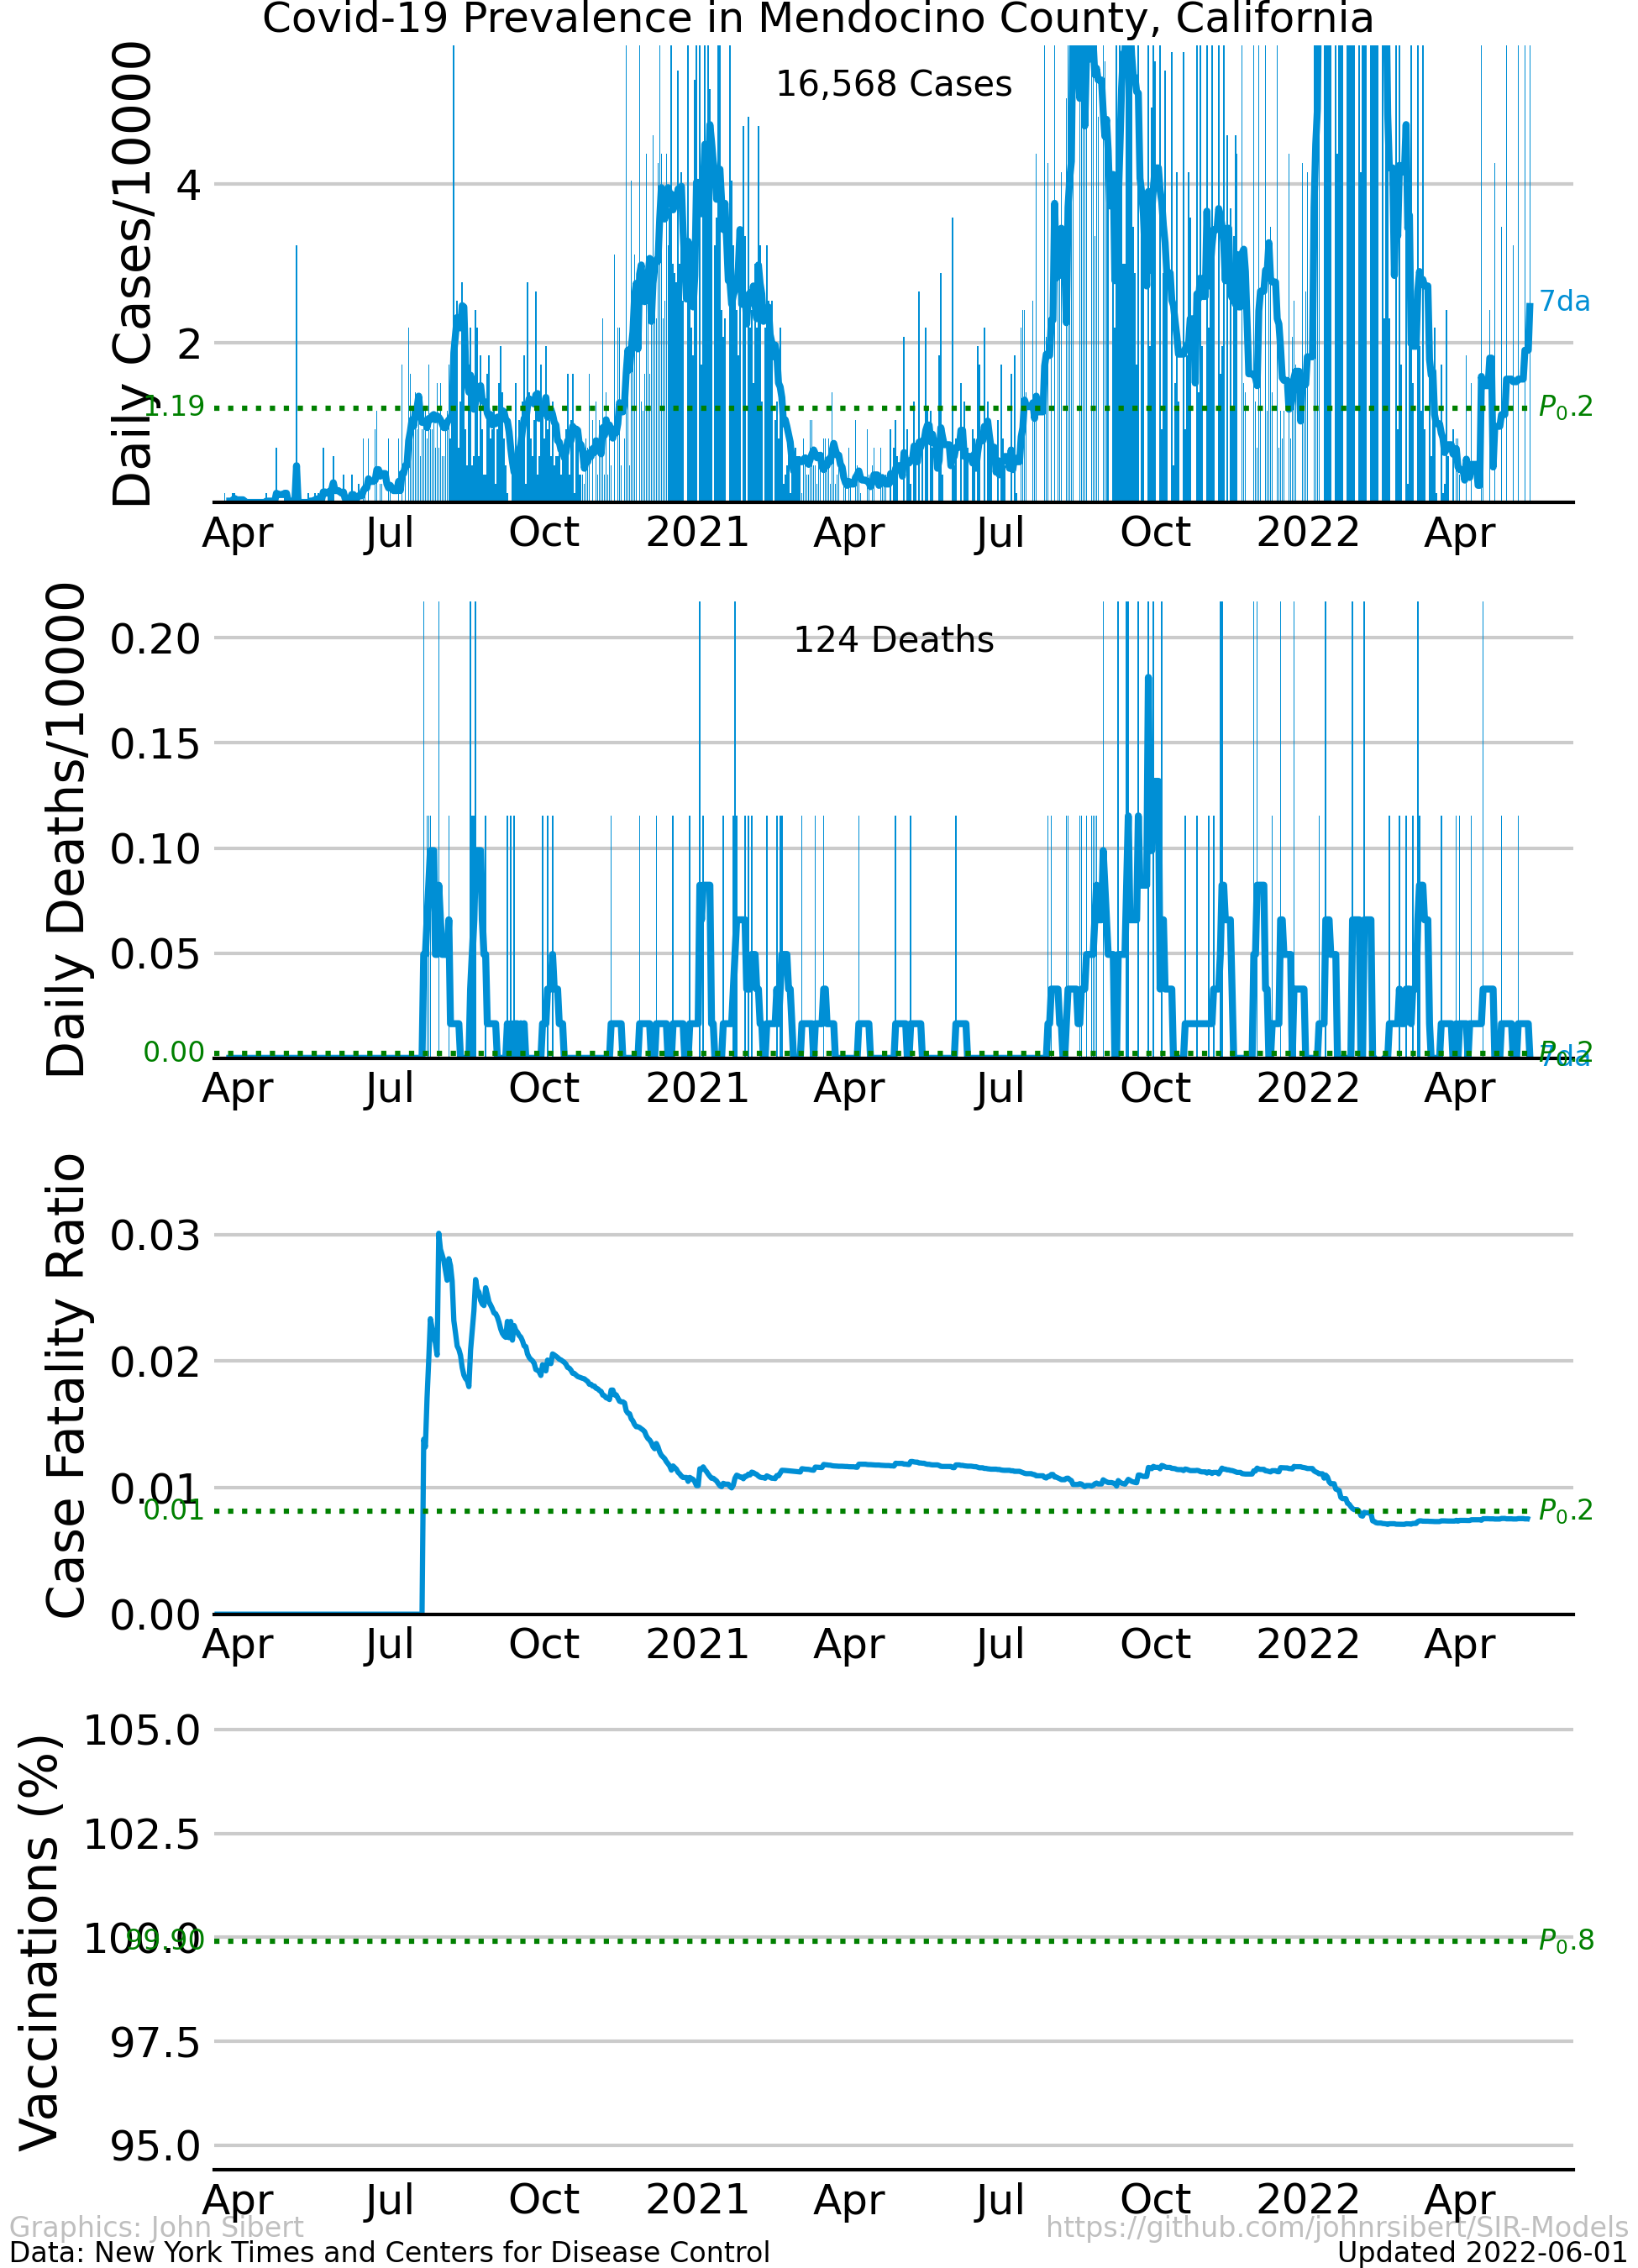 Covid-19 Prevalence in Mendocino County, California
Daily Cases/10000
16,568 Cases
4
2
1.19
7da
P0.2
Apr Jul Oct 2021 Apr Jul Oct 2022 Apr
Daily Deaths/10000
124 Deaths
0.20
0.15
0.10
0.05
0.00
P0.2
7da
Apr Jul Oct 2021 Apr Jul Oct 2022 Apr
Case Fatality Ratio
0.03
0.02
0.01
0.01
P0.2
0.00
Apr Jul Oct 2021 Apr Jul Oct 2022 Apr
Vaccinations (%)
105.0
102.5
100.0
99.90
P0.8
97.5
95.0
Apr Jul Oct 2021 Apr Jul Oct 2022 Apr
Graphics: John Sibert
https://github.com/johnrsibert/SIR-Models
Data: New York Times and Centers for Disease Control
Updated 2022-06-01